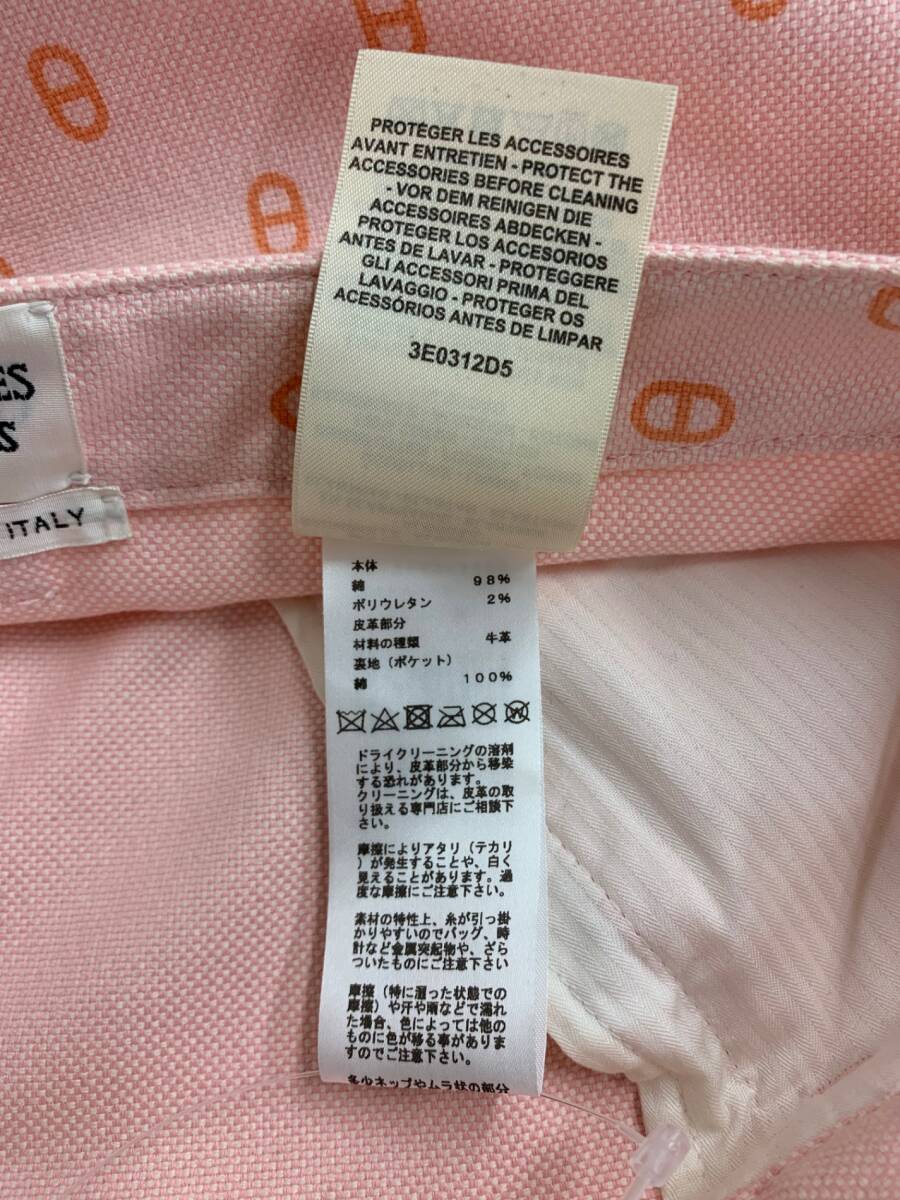 PROTÉGER LES ACCESSOIRES
AVANT ENTRETIEN - PROTECT THE
ACCESSORIES BEFORE CLEANING
- VOR DEM REINIGEN DIE
ACCESSOIRES ABDECKEN -
PROTEGER LOS ACCESORIOS
ANTES DE LAVAR - PROTEGGERE
GLI ACCESSORI PRIMA DEL
LAVAGGIO - PROTEGER OS
ACESSÓRIOS ANTES DE LIMPAR
3E0312D5
ES
S
ITALY
本体
綿 98%
ポリウレタン 2%
皮革部分
材料の種類 牛革
裏地（ポケット）
綿 100%
ドライクリーニングの溶剤
により、皮革部分から移染
する恐れがあります。
クリーニングは、皮革の取
り扱える専門店にご相談下
さい。
摩擦によりアタリ（テカリ
）が発生することや、白く
見えることがあります。過
度な摩擦にご注意下さい。
素材の特性上、糸が引っ掛
かりやすいのでバッグ、時
計など金属突起物や、ざら
ついたものにご注意下さい
摩擦（特に湿った状態での
摩擦）や汗や雨などで濡れ
た場合、色によっては他の
ものに色が移る事がありま
すのでご注意下さい。
多少ネップやムラ状の部分